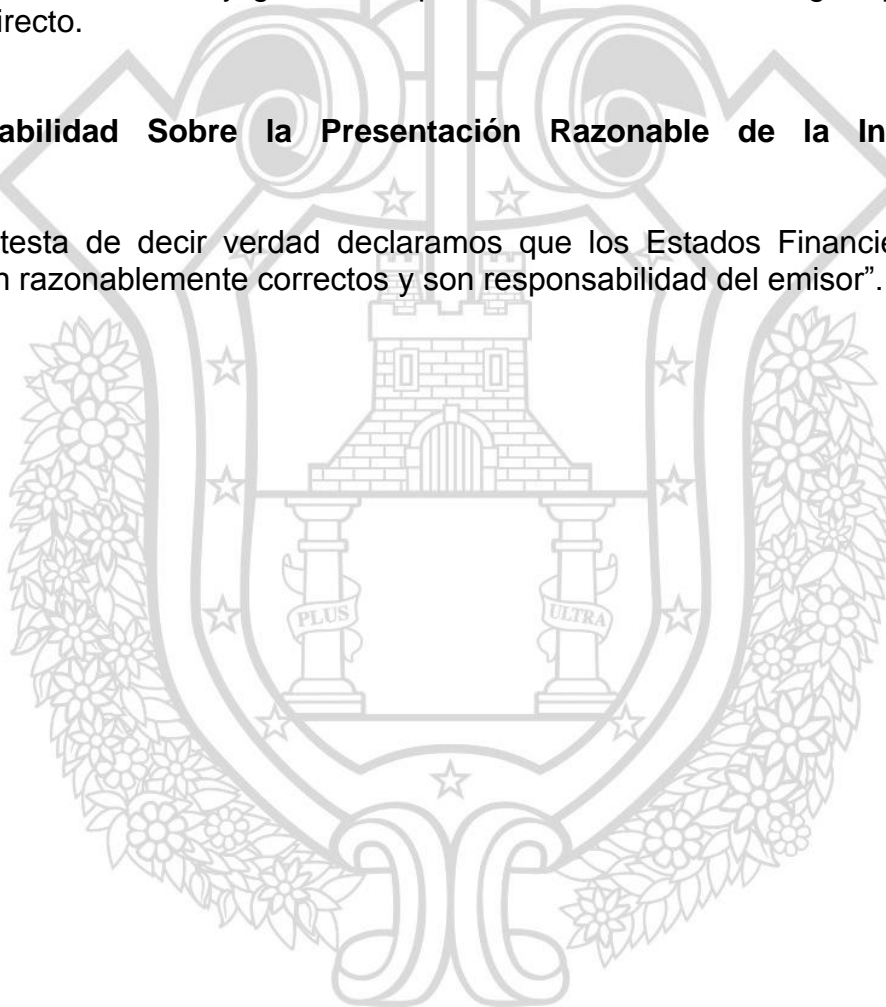 irecto.
abilidad Sobre la Presentación Razonable de la In
testa de decir verdad declaramos que los Estados Financie
n razonablemente correctos y son responsabilidad del emisor”.
PLUS ULTRA